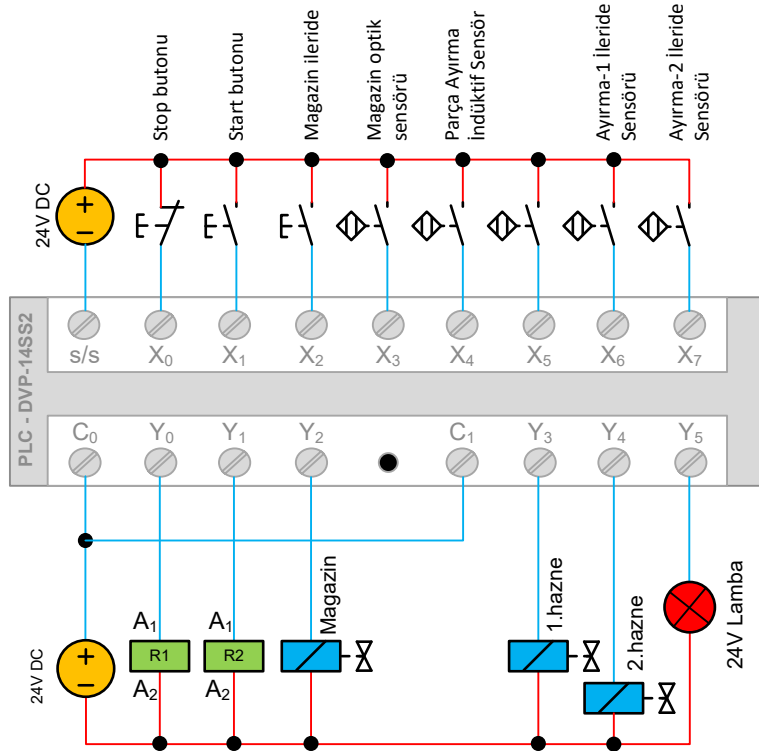 Stop butonu
Start butonu
Magazin ileride
Magazin optik
sensörü
Parça Ayırma
İndüktif Sensör
Ayırma-1 İleride
Sensörü
Ayırma-2 İleride
Sensörü
24V DC
+
−
PLC - DVP-14SS2
s/s
X0
X1
X2
X3
X4
X5
X6
X7
C0
Y0
Y1
Y2
C1
Y3
Y4
Y5
24V DC
+
−
A1
R1
A2
A1
R2
A2
Magazin
1.hazne
2.hazne
24V Lamba